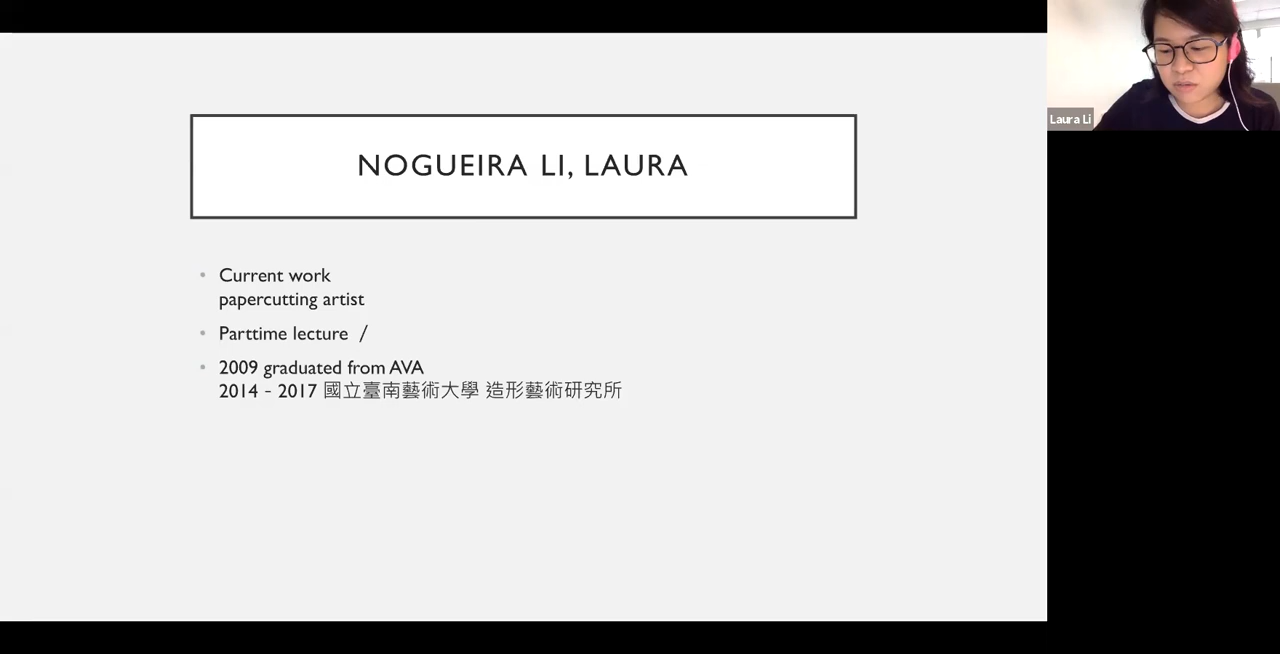 NOGUEIRA LI, LAURA
Laura Li
• Current work
papercutting artist
• Parttime lecture /
• 2009 graduated from AVA
2014 - 2017 國立臺南藝術大學 造形藝術研究所